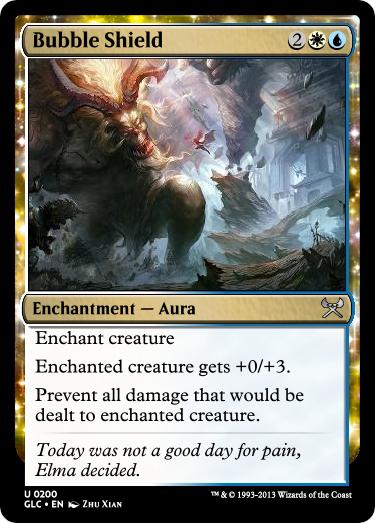 Bubble Shield 2
Enchantment — Aura
Enchant creature
Enchanted creature gets +0/+3.
Prevent all damage that would be
dealt to enchanted creature.
Today was not a good day for pain,
Elma decided.
U 0200
GLC • EN Zhu Xian
™ & © 1993-2013 Wizards of the Coast